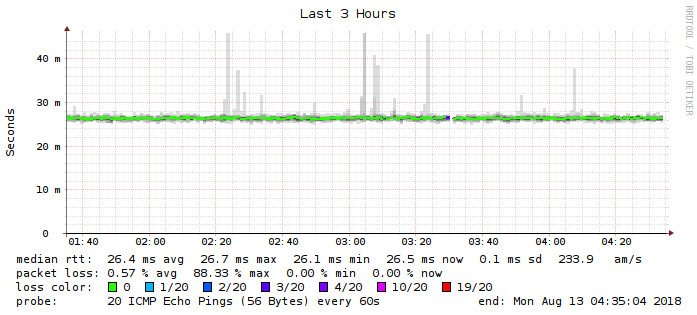 Last 3 Hours
RRDTOOL / TOBI OETIKER
Seconds
40 m
30 m
20 m
10 m
0
01:40 02:00 02:20 02:40 03:00 03:20 03:40 04:00 04:20
median rtt: 26.4 ms avg 26.7 ms max 26.1 ms min 26.5 ms now 0.1 ms sd 233.9 am/s
packet loss: 0.57 % avg 88.33 % max 0.00 % min 0.00 % now
loss color: 0 1/20 2/20 3/20 4/20 10/20 19/20
probe: 20 ICMP Echo Pings (56 Bytes) every 60s end: Mon Aug 13 04:35:04 2018